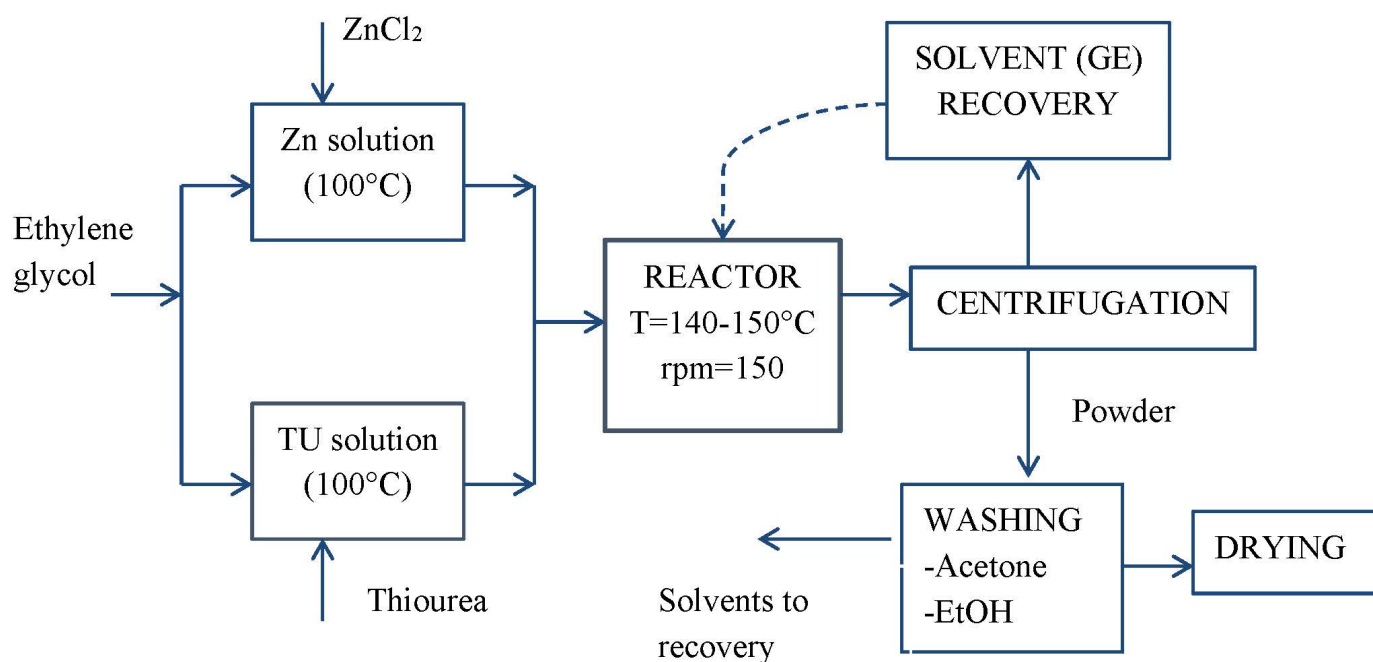 ZnCl₂
Zn solution
(100°C)
Ethylene
glycol
TU solution
(100°C)
Thiourea
REACTOR
T=140-150°C
rpm=150
SOLVENT (GE)
RECOVERY
CENTRIFUGATION
Powder
WASHING
-Acetone
-EtOH
DRYING
Solvents to
recovery